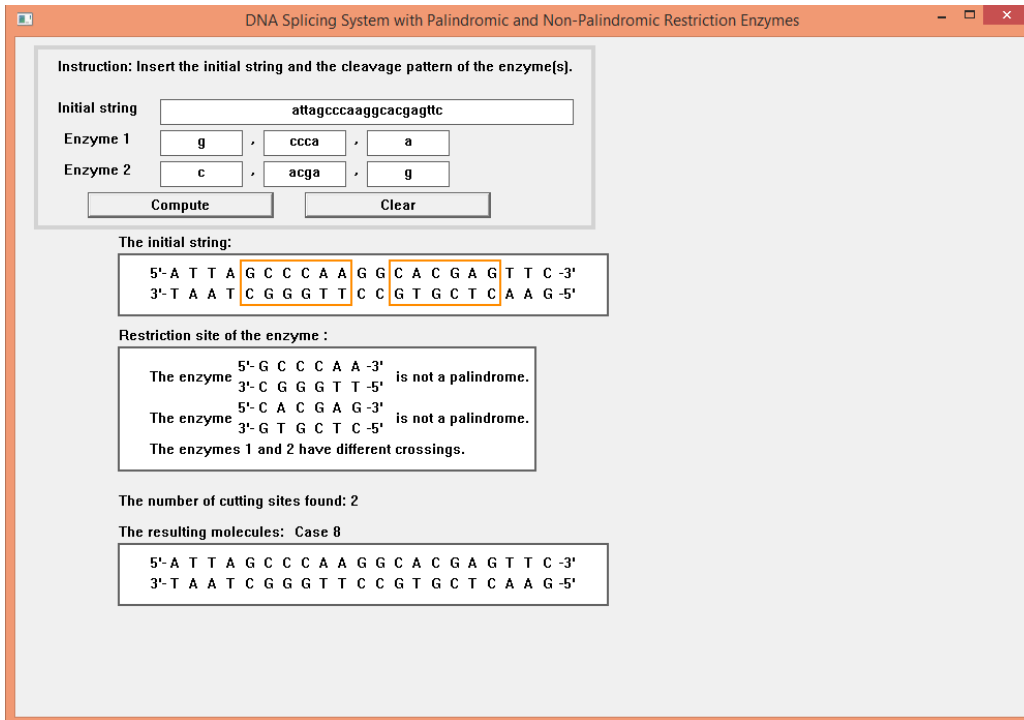 DNA Splicing System with Palindromic and Non-Palindromic Restriction Enzymes
Instruction: Insert the initial string and the cleavage pattern of the enzyme(s).
Initial string attagcccaaggcacgagttc
Enzyme 1 g , ccca , a
Enzyme 2 c , acga , g
Compute Clear
The initial string:
5'- A T T A G C C C A A G G C A C G A G T T C -3'
3'- T A A T C G G G T T C C G T G C T C A A G -5'
Restriction site of the enzyme :
5'- G C C C A A -3'
The enzyme is not a palindrome.
3'- C G G G T T -5'
5'- C A C G A G -3'
The enzyme is not a palindrome.
3'- G T G C T C -5'
The enzymes 1 and 2 have different crossings.
The number of cutting sites found: 2
The resulting molecules: Case 8
5'- A T T A G C C C A A G G C A C G A G T T C -3'
3'- T A A T C G G G T T C C G T G C T C A A G -5'